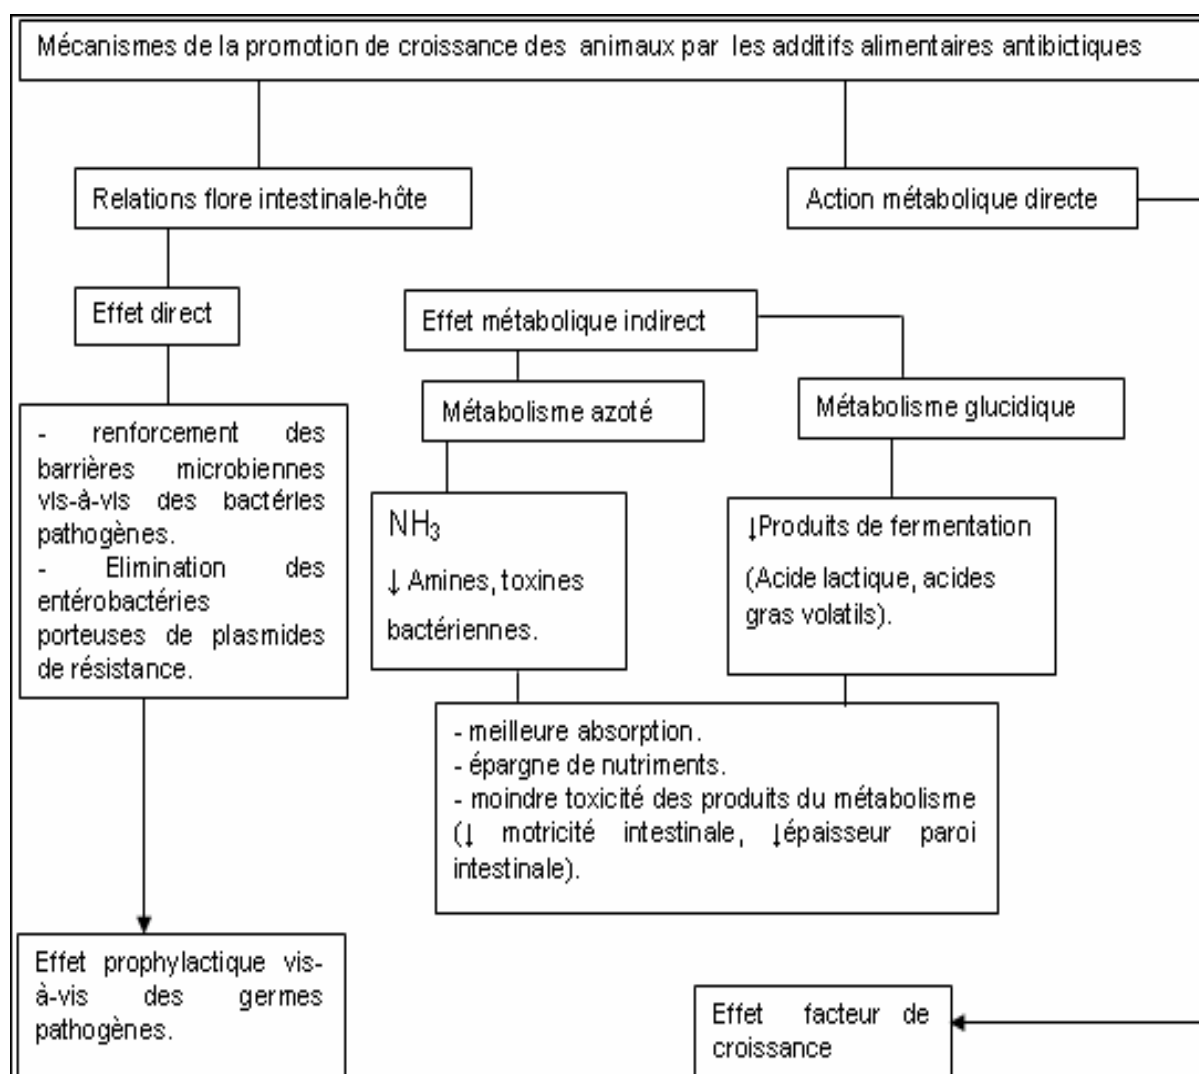 Mécanismes de la promotion de croissance des animaux par les additifs alimentaires antibictiques
Relations flore intestinale-hôte
Action métabolique directe
Effet direct
Effet métabolique indirect
Métabolisme azoté
Métabolisme glucidique
- renforcement des
barrières microbiennes
vis-à-vis des bactéries
pathogènes.
- Elimination des
entérobactéries
porteuses de plasmides
de résistance.
NH₃
↓ Amines, toxines
bactériennes.
↓Produits de fermentation
(Acide lactique, acides
gras volatils).
- meilleure absorption.
- épargne de nutriments.
- moindre toxicité des produits du métabolisme
(↓ motricité intestinale, ↓épaisseur paroi
intestinale).
Effet prophylactique vis-
à-vis des germes
pathogènes.
Effet facteur de
croissance